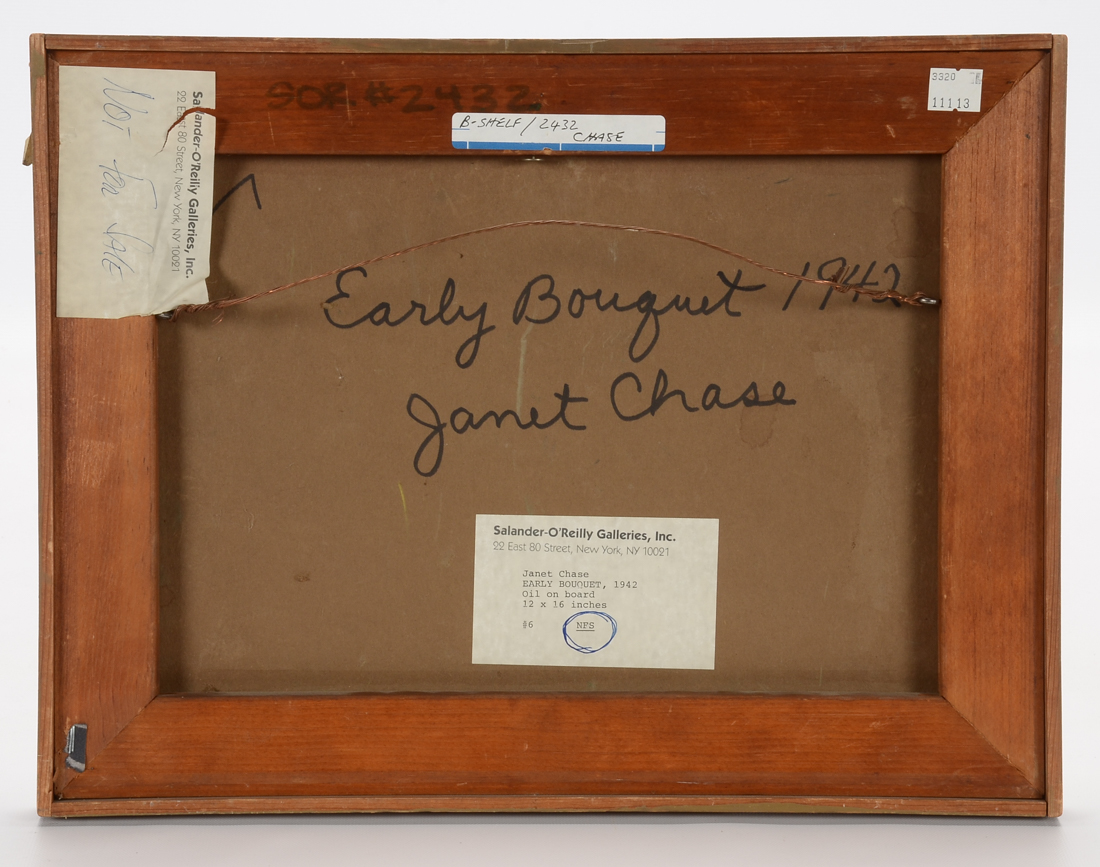 SOR #2432
B-SHELF/2432
CHASE
3320
11113
Salander-O'Reilly Galleries, Inc.
22 East 80 Street, New York, NY 10021
NOT FOR SALE
Early Bouquet 1942
Janet Chase
Salander-O'Reilly Galleries, Inc.
22 East 80 Street, New York, NY 10021
Janet Chase
EARLY BOUQUET, 1942
Oil on board
12 x 16 inches
#6 NFS